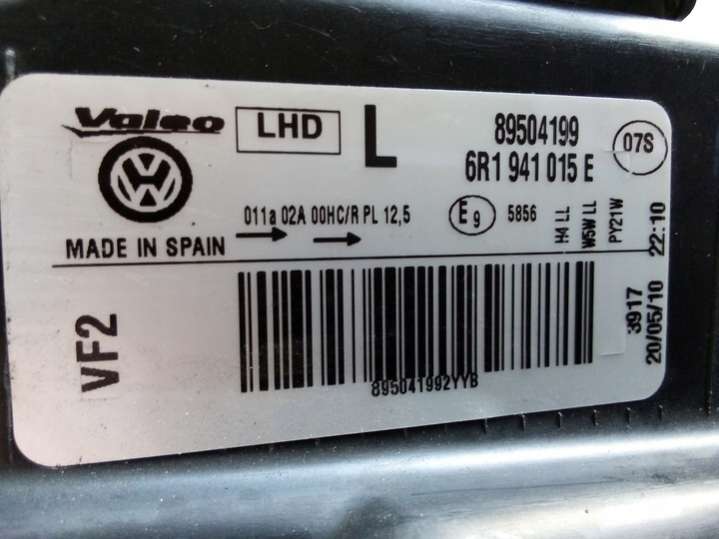 Valeo LHD L 89504199 07S
6R1 941 015 E
011a 02A 00HC/R PL 12,5 E9 5856
MADE IN SPAIN
H4 LL
W5W LL
PY21W
22:10
VF2
3917
20/05/10
895041992YYB